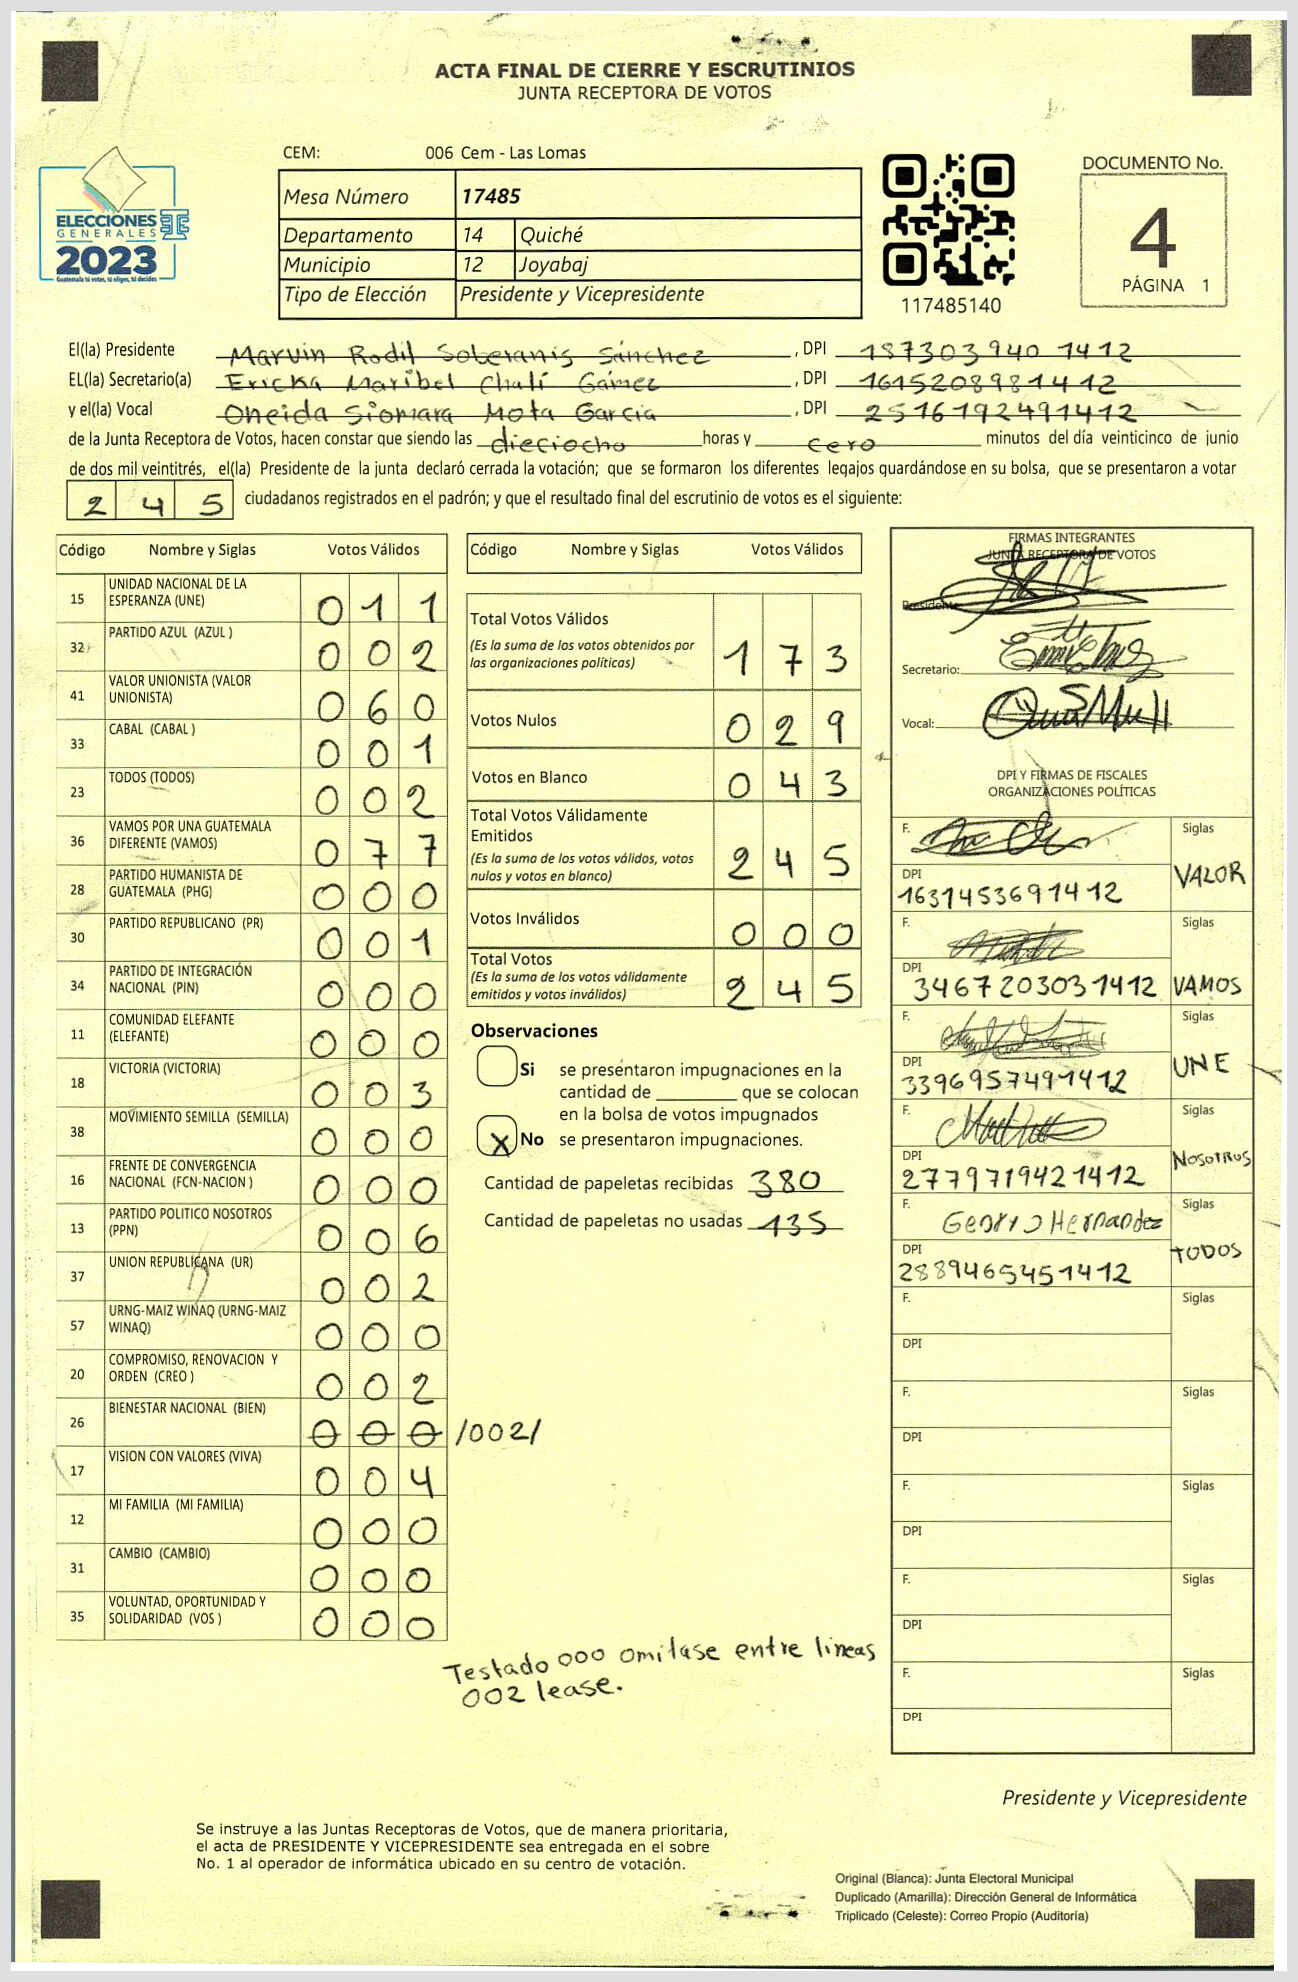 ACTA FINAL DE CIERRE Y ESCRUTINIOS
JUNTA RECEPTORA DE VOTOS
CEM: 006 Cem - Las Lomas
ELECCIONES
GENERALES
2023
Guatemala tú votas, tú eliges, tú decides
Mesa Número 17485
Departamento 14 Quiché
Municipio 12 Joyabaj
Tipo de Elección Presidente y Vicepresidente
117485140
DOCUMENTO No.
4
PÁGINA 1
El(la) Presidente Marvin Rodil Soberanis Sánchez , DPI 187303940 1412
EL(la) Secretario(a) Ericka Maribel Chalí Gámez , DPI 1615208981412
y el(la) Vocal Oneida Siomara Mota Garcia , DPI 2516192491412
de la Junta Receptora de Votos, hacen constar que siendo las dieciocho horas y cero minutos del día veinticinco de junio
de dos mil veintitrés, el(la) Presidente de la junta declaró cerrada la votación; que se formaron los diferentes legajos guardándose en su bolsa, que se presentaron a votar
2 4 5 ciudadanos registrados en el padrón; y que el resultado final del escrutinio de votos es el siguiente:
Código Nombre y Siglas Votos Válidos
15 UNIDAD NACIONAL DE LA
ESPERANZA (UNE) 0 1 1
32 PARTIDO AZUL (AZUL ) 0 0 2
41 VALOR UNIONISTA (VALOR
UNIONISTA) 0 6 0
33 CABAL (CABAL ) 0 0 1
23 TODOS (TODOS) 0 0 2
36 VAMOS POR UNA GUATEMALA
DIFERENTE (VAMOS) 0 7 7
28 PARTIDO HUMANISTA DE
GUATEMALA (PHG) 0 0 0
30 PARTIDO REPUBLICANO (PR) 0 0 1
34 PARTIDO DE INTEGRACIÓN
NACIONAL (PIN) 0 0 0
11 COMUNIDAD ELEFANTE
(ELEFANTE) 0 0 0
18 VICTORIA (VICTORIA) 0 0 3
38 MOVIMIENTO SEMILLA (SEMILLA) 0 0 0
16 FRENTE DE CONVERGENCIA
NACIONAL (FCN-NACION ) 0 0 0
13 PARTIDO POLITICO NOSOTROS
(PPN) 0 0 6
37 UNION REPUBLICANA (UR) 0 0 2
57 URNG-MAIZ WINAQ (URNG-MAIZ
WINAQ) 0 0 0
20 COMPROMISO, RENOVACION Y
ORDEN (CREO ) 0 0 2
26 BIENESTAR NACIONAL (BIEN) 0 0 0 /002/
17 VISION CON VALORES (VIVA) 0 0 4
12 MI FAMILIA (MI FAMILIA) 0 0 0
31 CAMBIO (CAMBIO) 0 0 0
35 VOLUNTAD, OPORTUNIDAD Y
SOLIDARIDAD (VOS ) 0 0 0
Código Nombre y Siglas Votos Válidos
Total Votos Válidos
(Es la suma de los votos obtenidos por
las organizaciones políticas) 1 7 3
Votos Nulos 0 2 9
Votos en Blanco 0 4 3
Total Votos Válidamente
Emitidos
(Es la suma de los votos válidos, votos
nulos y votos en blanco) 2 4 5
Votos Inválidos 0 0 0
Total Votos
(Es la suma de los votos válidamente
emitidos y votos inválidos) 2 4 5
Observaciones
Si se presentaron impugnaciones en la
cantidad de ________ que se colocan
en la bolsa de votos impugnados
X No se presentaron impugnaciones.
Cantidad de papeletas recibidas 380
Cantidad de papeletas no usadas 135
Testado 000 omitase entre lineas
002 lease.
FIRMAS INTEGRANTES
JUNTA RECEPTORA DE VOTOS
Presidente:
Secretario:
Vocal:
DPI Y FIRMAS DE FISCALES
ORGANIZACIONES POLÍTICAS
F. Siglas
DPI 1631453691412 VALOR
F. Siglas
DPI 3467203031412 VAMOS
F. Siglas
DPI 3396957491412 UNE
F. Siglas
DPI 2779719421412 NOSOTROS
F. Hernandez Siglas
DPI 2889465451412 TODOS
F. Siglas
DPI
F. Siglas
DPI
F. Siglas
DPI
F. Siglas
DPI
F. Siglas
DPI
Presidente y Vicepresidente
Se instruye a las Juntas Receptoras de Votos, que de manera prioritaria,
el acta de PRESIDENTE Y VICEPRESIDENTE sea entregada en el sobre
No. 1 al operador de informática ubicado en su centro de votación.
Original (Blanca): Junta Electoral Municipal
Duplicado (Amarilla): Dirección General de Informática
Triplicado (Celeste): Correo Propio (Auditoría)